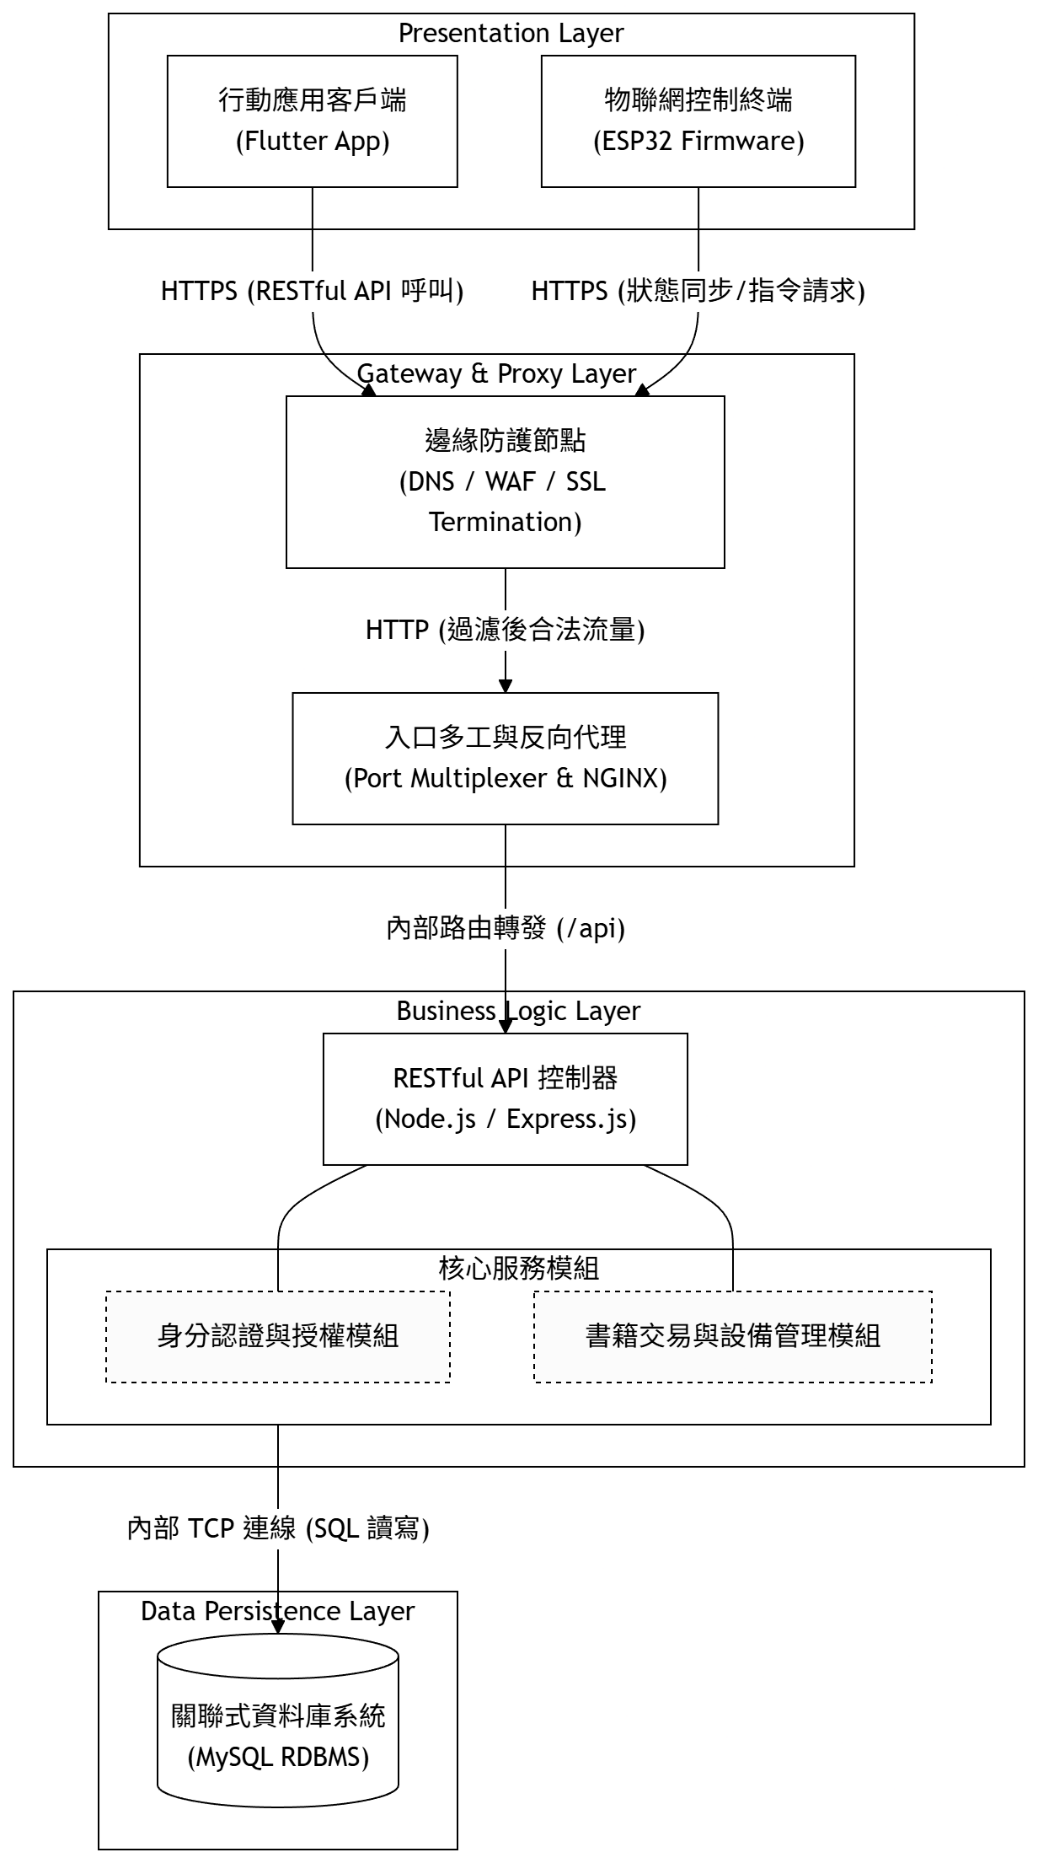 Presentation Layer
行動應用客戶端
(Flutter App)
物聯網控制終端
(ESP32 Firmware)
HTTPS (RESTful API 呼叫)
HTTPS (狀態同步/指令請求)
Gateway & Proxy Layer
邊緣防護節點
(DNS / WAF / SSL
Termination)
HTTP (過濾後合法流量)
入口多工與反向代理
(Port Multiplexer & NGINX)
內部路由轉發 (/api)
Business Logic Layer
RESTful API 控制器
(Node.js / Express.js)
核心服務模組
身分認證與授權模組
書籍交易與設備管理模組
內部 TCP 連線 (SQL 讀寫)
Data Persistence Layer
關聯式資料庫系統
(MySQL RDBMS)